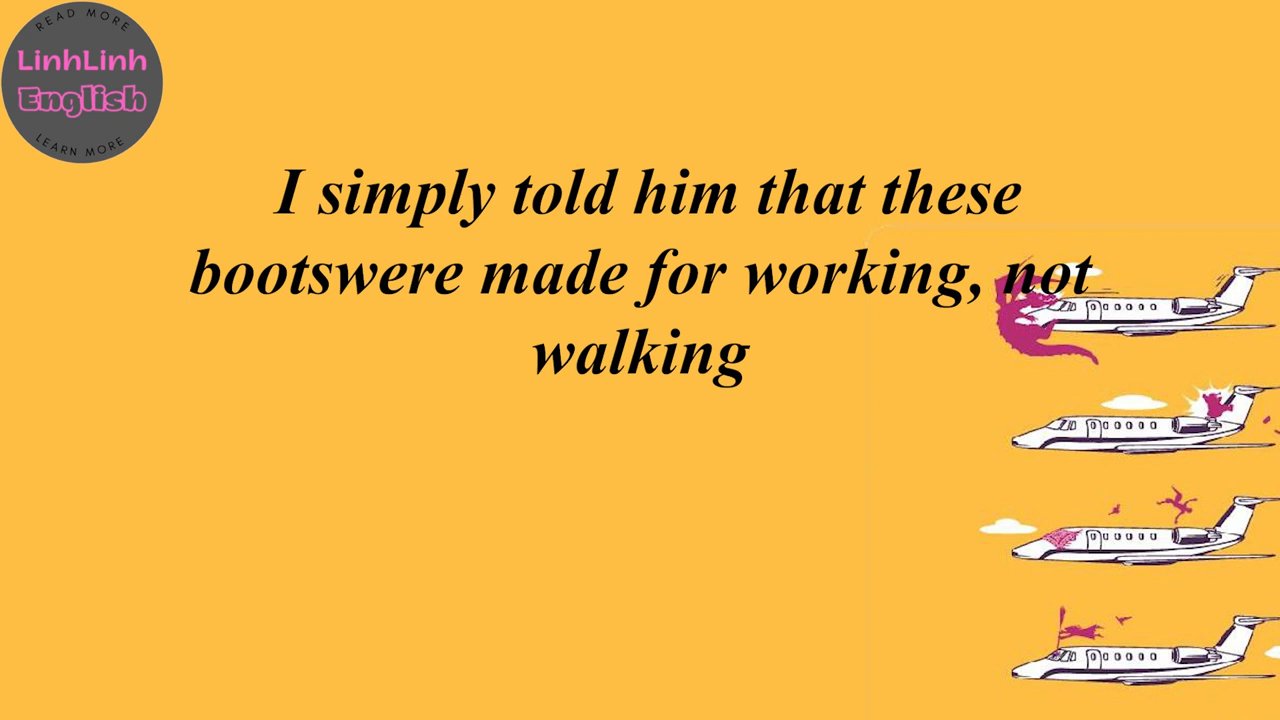 READ MORE
LinhLinh
English
LEARN MORE
I simply told him that these
bootswere made for working, not
walking